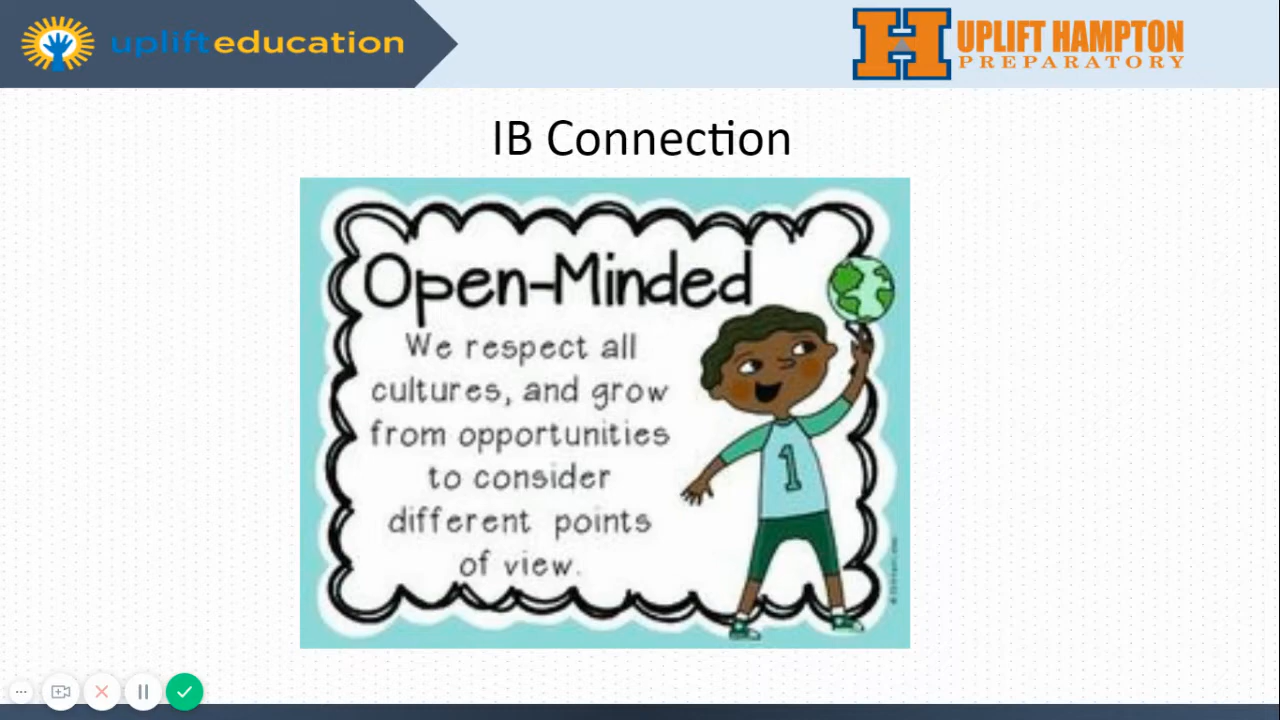 uplifteducation
H UPLIFT HAMPTON
PREPARATORY
IB Connection
Open-Minded
We respect all
cultures, and grow
from opportunities
to consider
different points
of view.
1